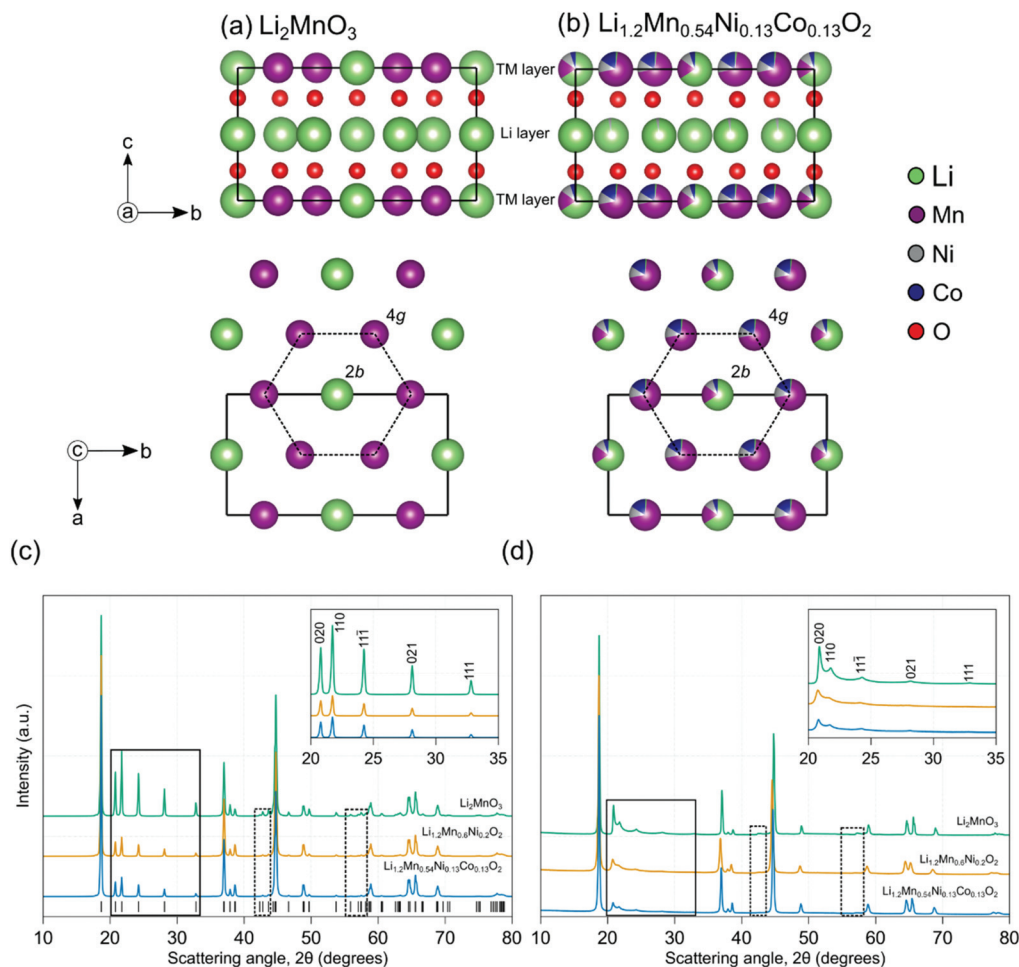 (a) Li₂MnO₃
(b) Li₁.₂Mn₀.₅₄Ni₀.₁₃Co₀.₁₃O₂
TM layer
Li layer
TM layer
c
a
b
Li
Mn
Ni
Co
O
4g
2b
4g
2b
c
b
a
(c)
(d)
Intensity (a.u.)
020
110
111̄
021
111
20 25 30 35
Li₂MnO₃
Li₁.₂Mn₀.₆Ni₀.₂O₂
Li₁.₂Mn₀.₅₄Ni₀.₁₃Co₀.₁₃O₂
10 20 30 40 50 60 70 80
Scattering angle, 2θ (degrees)
020
110
111̄
021
111
20 25 30 35
Li₂MnO₃
Li₁.₂Mn₀.₆Ni₀.₂O₂
Li₁.₂Mn₀.₅₄Ni₀.₁₃Co₀.₁₃O₂
10 20 30 40 50 60 70 80
Scattering angle, 2θ (degrees)